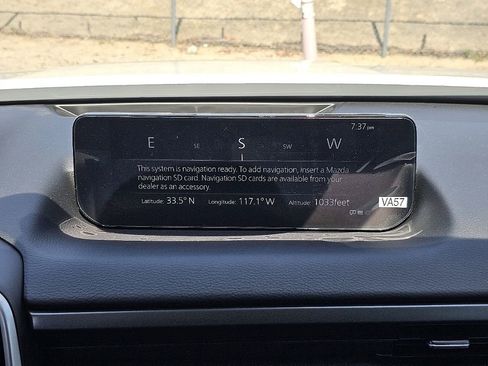 7:37 pm
E SE S SW W
This system is navigation ready. To add navigation, insert a Mazda
navigation SD card. Navigation SD cards are available from your
dealer as an accessory.
Latitude: 33.5° N Longitude: 117.1° W Altitude: 1033feet
VA57